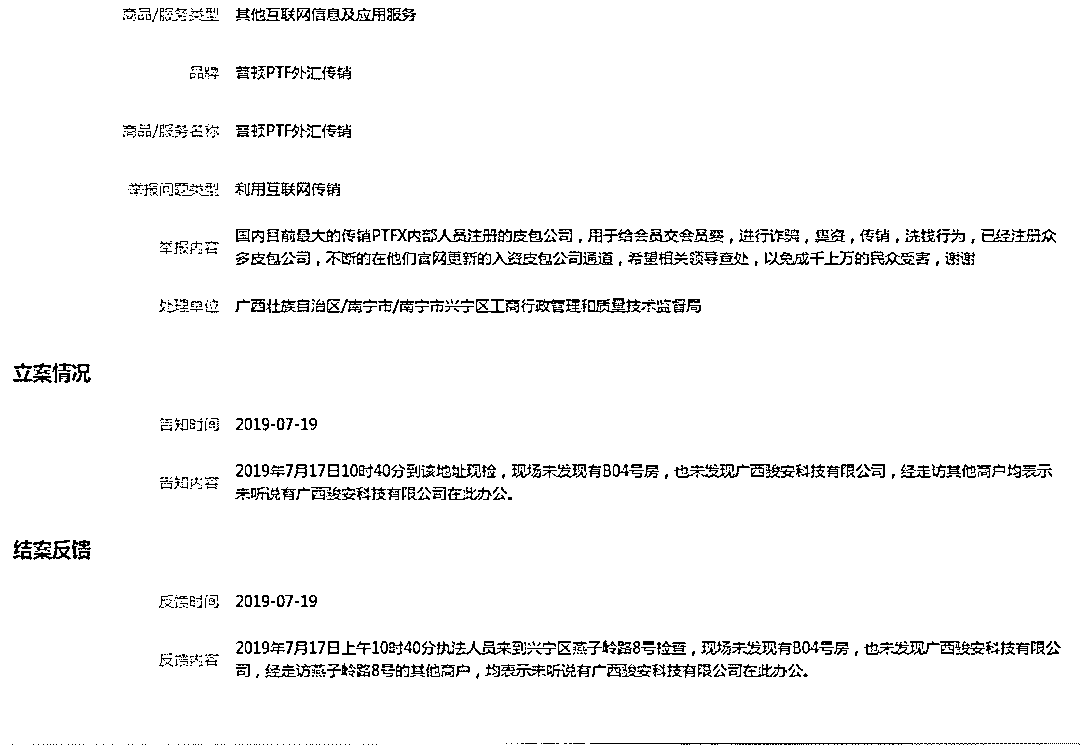 商品/服务类型 其他互联网信息及应用服务
品牌 普顿PTF外汇传销
商品/服务名称 普顿PTF外汇传销
举报问题类型 利用互联网传销
举报内容 国内目前最大的传销PTFX内部人员注册的皮包公司，用于给会员交会员费，进行诈骗，集资，传销，洗钱行为，已经注册众
多皮包公司，不断的在他们官网更新的入资皮包公司通道，希望相关领导查处，以免成千上万的民众受害，谢谢
处理单位 广西壮族自治区/南宁市/南宁市兴宁区工商行政管理和质量技术监督局
立案情况
告知时间 2019-07-19
告知内容 2019年7月17日10时40分到该地址现检，现场未发现有B04号房，也未发现广西骏安科技有限公司，经走访其他商户均表示
未听说有广西骏安科技有限公司在此办公。
结案反馈
反馈时间 2019-07-19
反馈内容 2019年7月17日上午10时40分执法人员来到兴宁区燕子岭路8号检查，现场未发现有B04号房，也未发现广西骏安科技有限公
司，经走访燕子岭路8号的其他商户，均表示未听说有广西骏安科技有限公司在此办公。